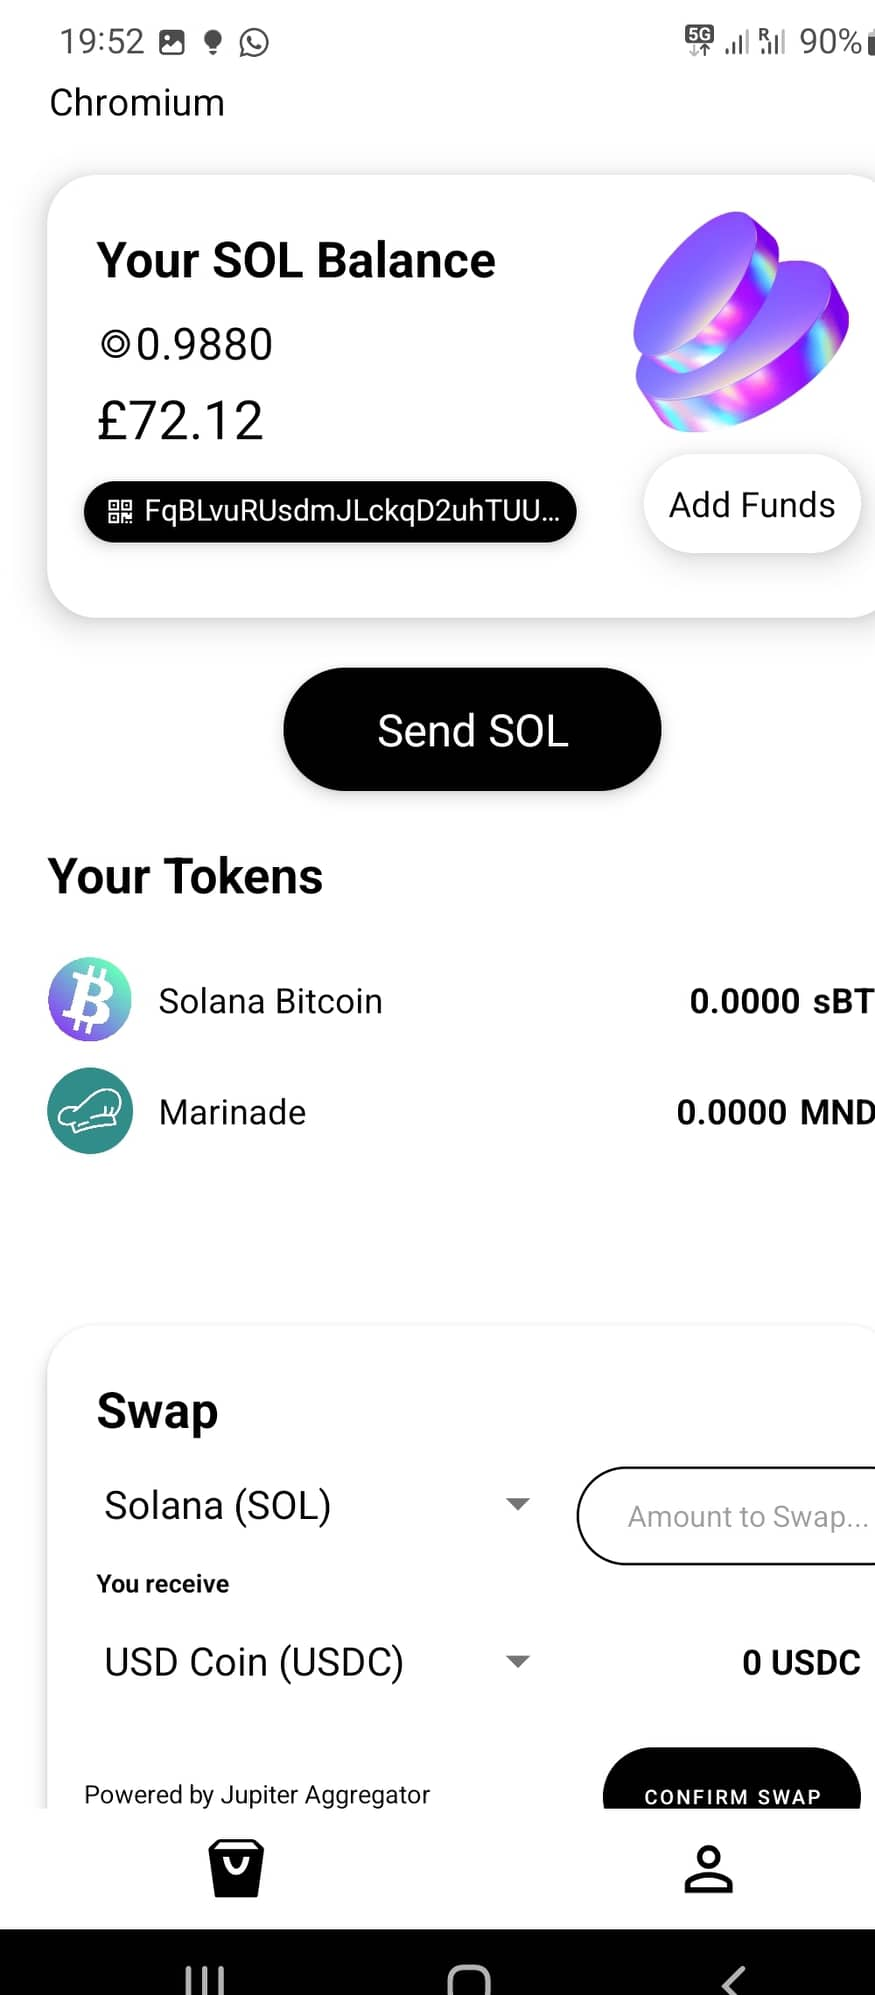 19:52
5G
R
90%
Chromium
Your SOL Balance
0.9880
£72.12
FqBLvuRUsdmJLckqD2uhTUU...
Add Funds
Send SOL
Your Tokens
Solana Bitcoin
0.0000 sBT
Marinade
0.0000 MND
Swap
Solana (SOL)
Amount to Swap...
You receive
USD Coin (USDC)
0 USDC
Powered by Jupiter Aggregator
CONFIRM SWAP